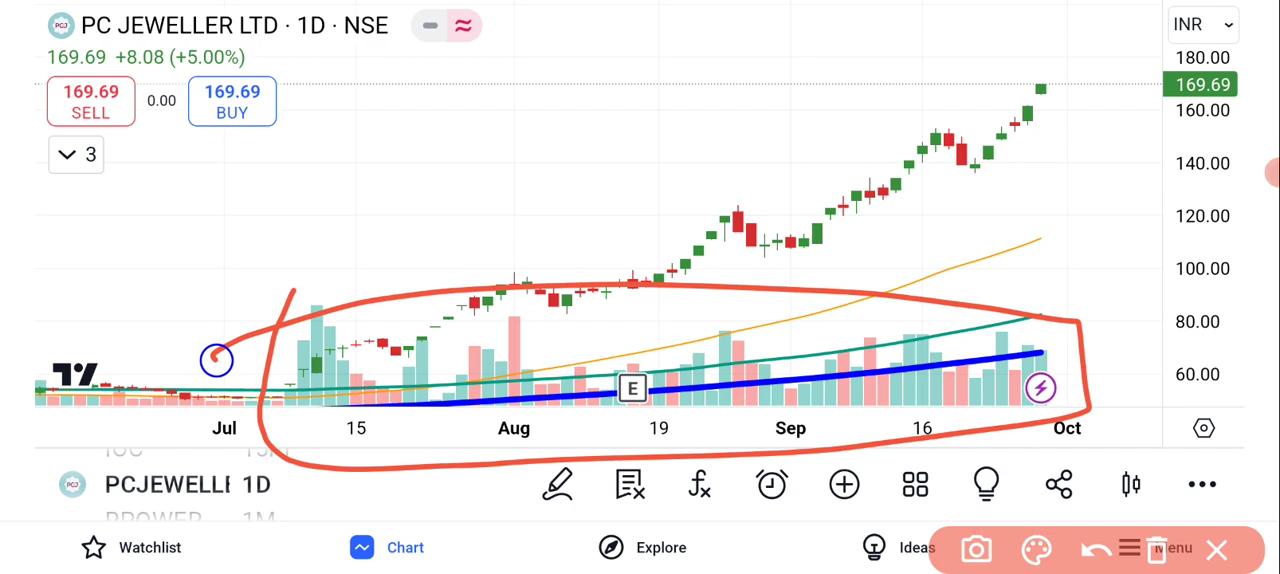 PGJ PC JEWELLER LTD · 1D · NSE
INR
169.69 +8.08 (+5.00%)
180.00
169.69 SELL
0.00
169.69 BUY
169.69
160.00
3
140.00
120.00
100.00
80.00
60.00
E
Jul 15 Aug 19 Sep 16 Oct
PGJ PCJEWELLE 1D
Watchlist
Chart
Explore
Ideas
Menu